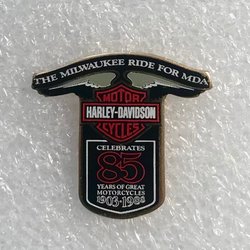 THE MILWAUKEE RIDE FOR MDA
MOTOR
HARLEY-DAVIDSON
CYCLES
CELEBRATES
85
YEARS OF GREAT
MOTORCYCLES
1903-1988